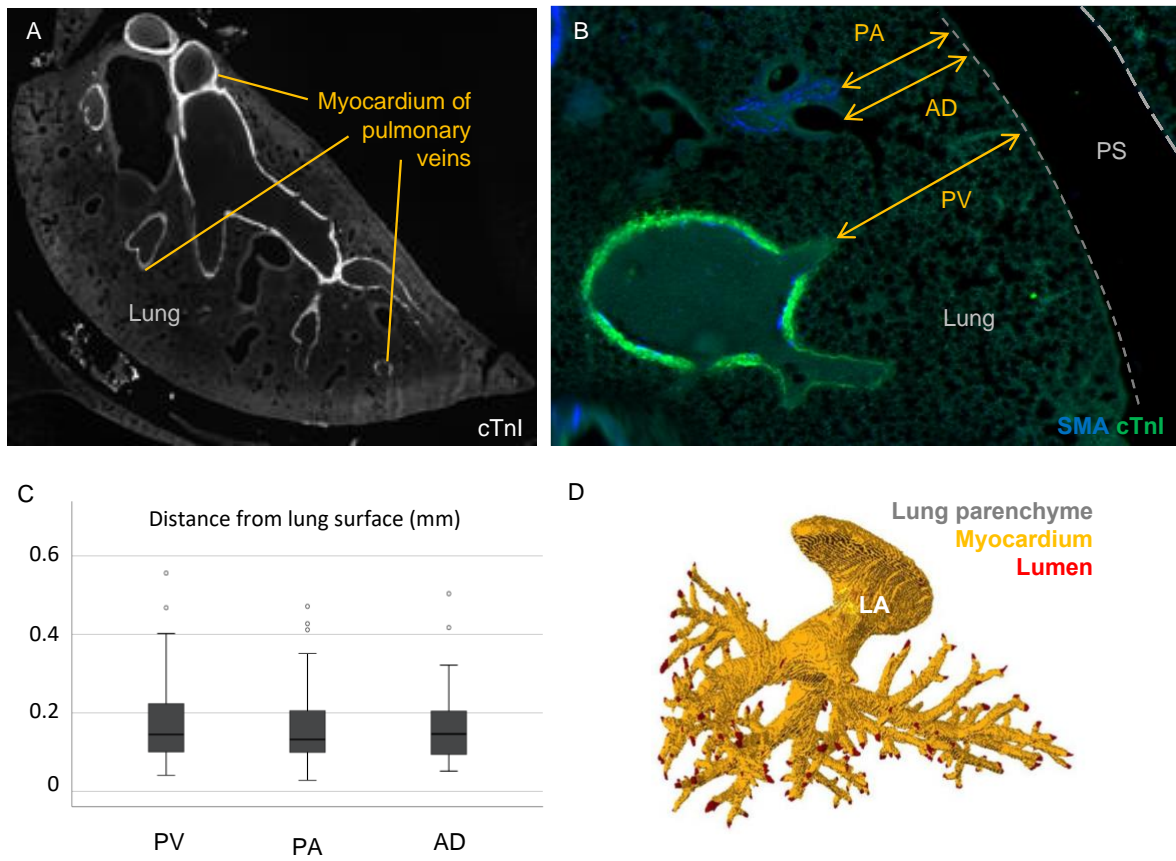 A
Myocardium of
pulmonary
veins
Lung
cTnI
B
PA
AD
PS
PV
Lung
SMA cTnI
C
Distance from lung surface (mm)
0.6
0.4
0.2
0
PV
PA
AD
D
Lung parenchyme
Myocardium
Lumen
LA